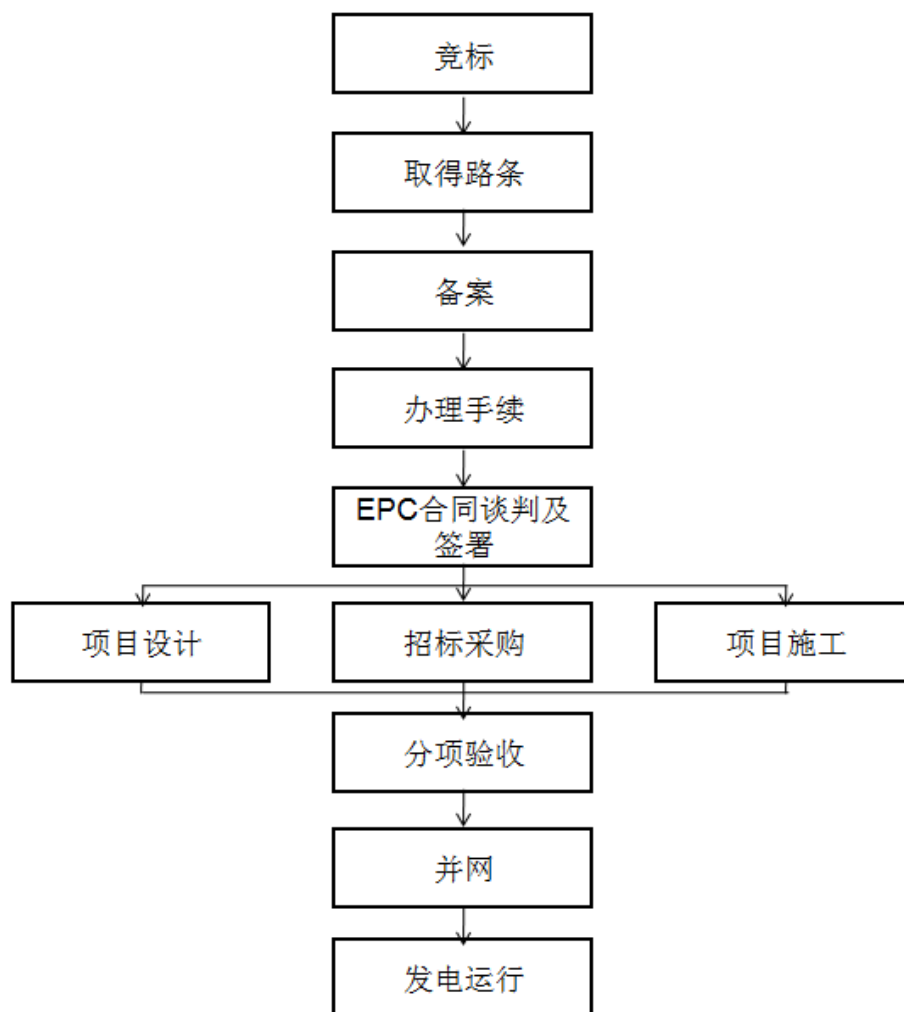 竞标
取得路条
备案
办理手续
EPC合同谈判及
签署
项目设计
招标采购
项目施工
分项验收
并网
发电运行